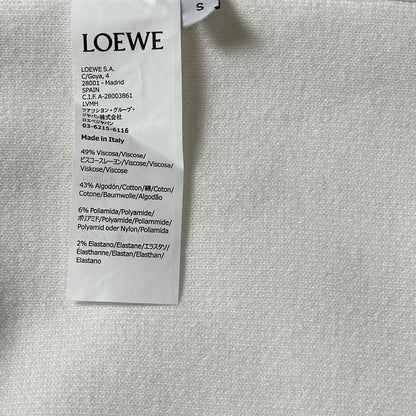 S
LOEWE
LOEWE S.A.
C/Goya, 4
28001 - Madrid
SPAIN
C.I.F. A-28003861
LVMH
ファッション・グループ・
ジャパン株式会社
ロエベジャパン
03-6215-6116
Made in Italy
49% Viscosa/Viscose/
ビスコースレーヨン/Viscose/Viscosa/
Viskose/Viscose
43% Algodón/Cotton/綿/Coton/
Cotone/Baumwolle/Algodão
6% Poliamida/Polyamide/
ポリアミド/Polyamide/Poliammide/
Polyamid oder Nylon/Poliamida
2% Elastano/Elastane/エラスタン/
Élasthanne/Elastan/Elasthan/
Elastano